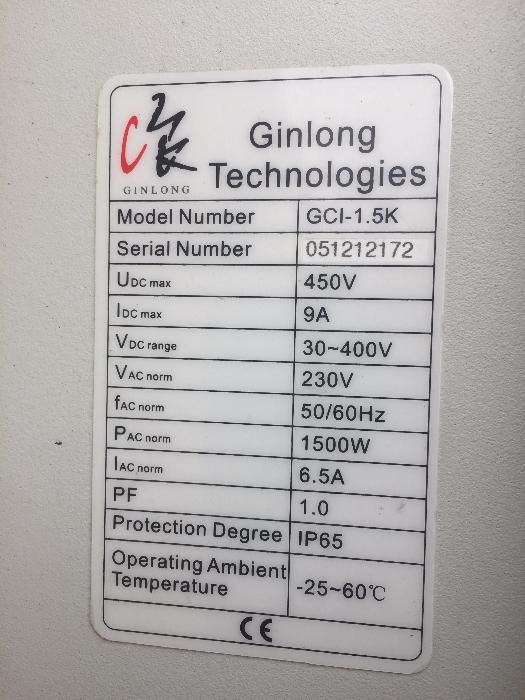 GINLONG
Ginlong
Technologies
Model Number GCI-1.5K
Serial Number 051212172
UDC max 450V
IDC max 9A
VDC range 30~400V
VAC norm 230V
fAC norm 50/60Hz
PAC norm 1500W
IAC norm 6.5A
PF 1.0
Protection Degree IP65
Operating Ambient
Temperature -25~60℃
CE